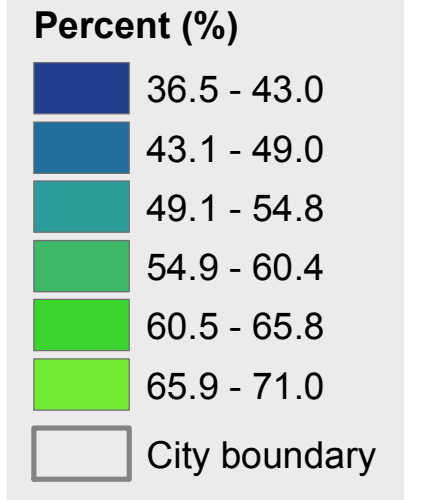 Percent (%)
36.5 - 43.0
43.1 - 49.0
49.1 - 54.8
54.9 - 60.4
60.5 - 65.8
65.9 - 71.0
City boundary